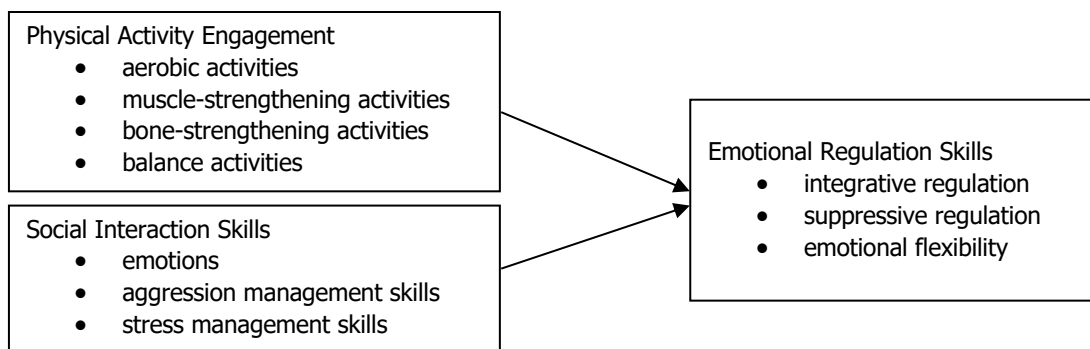 Physical Activity Engagement
• aerobic activities
• muscle-strengthening activities
• bone-strengthening activities
• balance activities
Social Interaction Skills
• emotions
• aggression management skills
• stress management skills
Emotional Regulation Skills
• integrative regulation
• suppressive regulation
• emotional flexibility